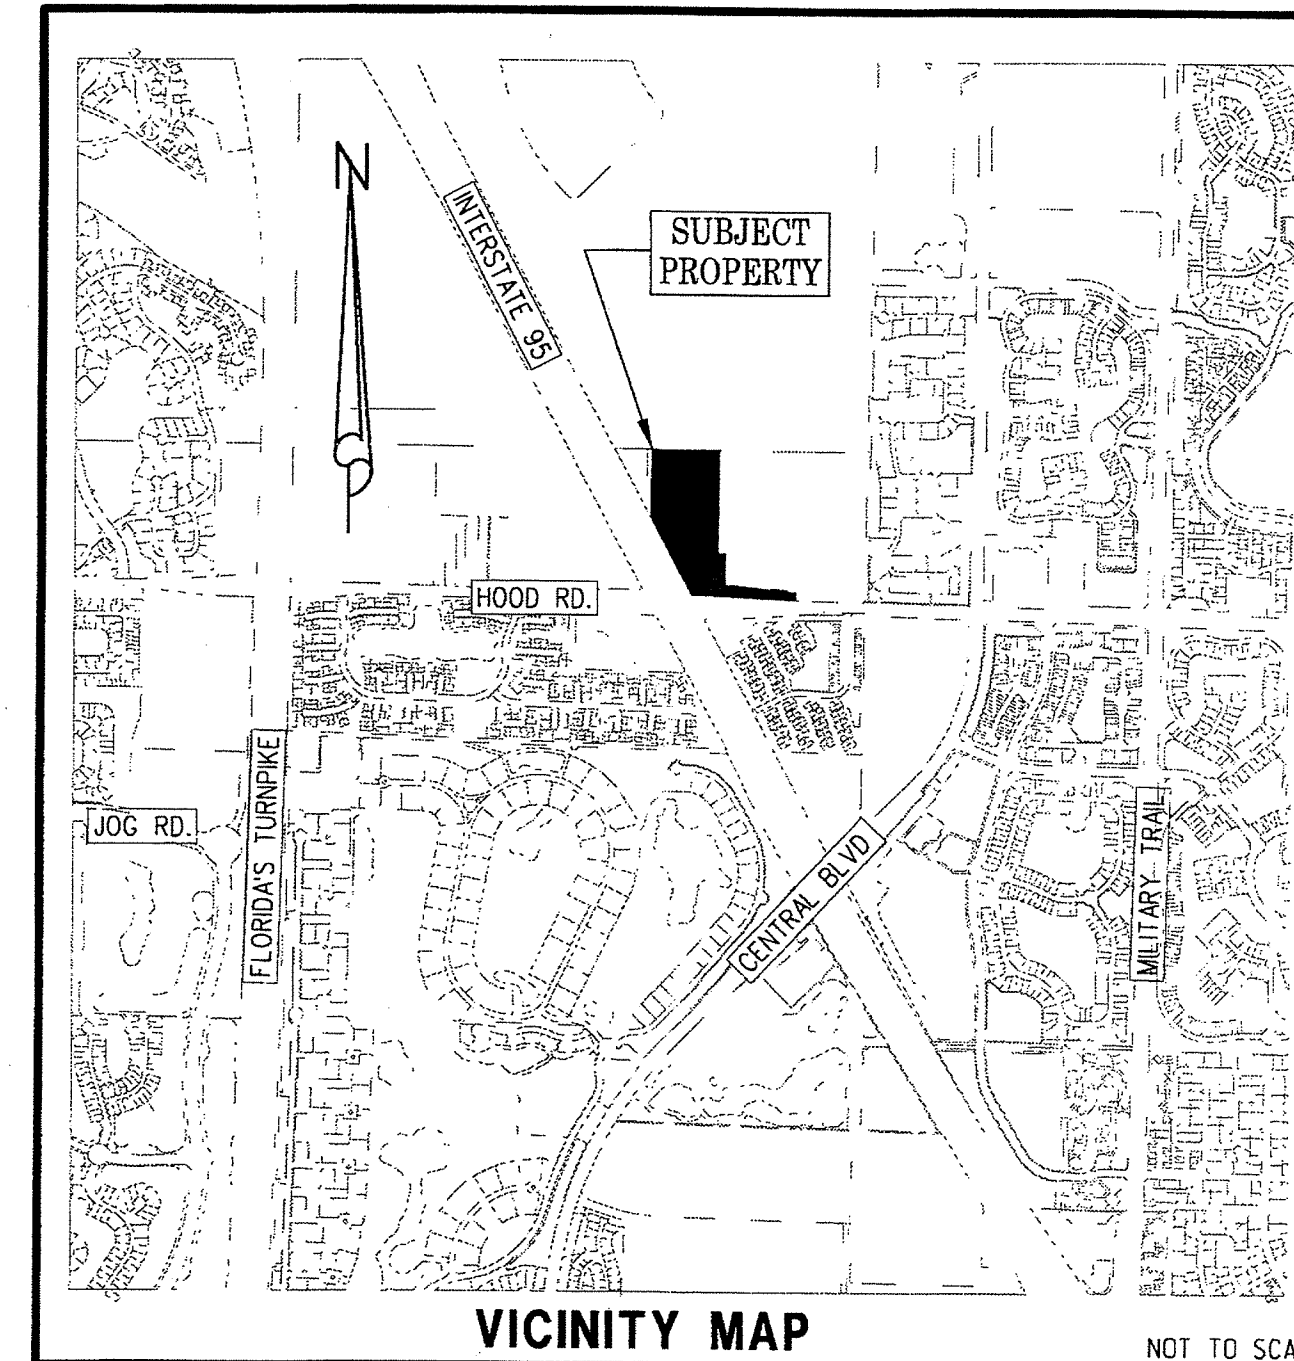 N
INTERSTATE 95
SUBJECT
PROPERTY
HOOD RD.
JOG RD.
FLORIDA'S TURNPIKE
CENTRAL BLVD
MILITARY TRAIL
VICINITY MAP
NOT TO SCA